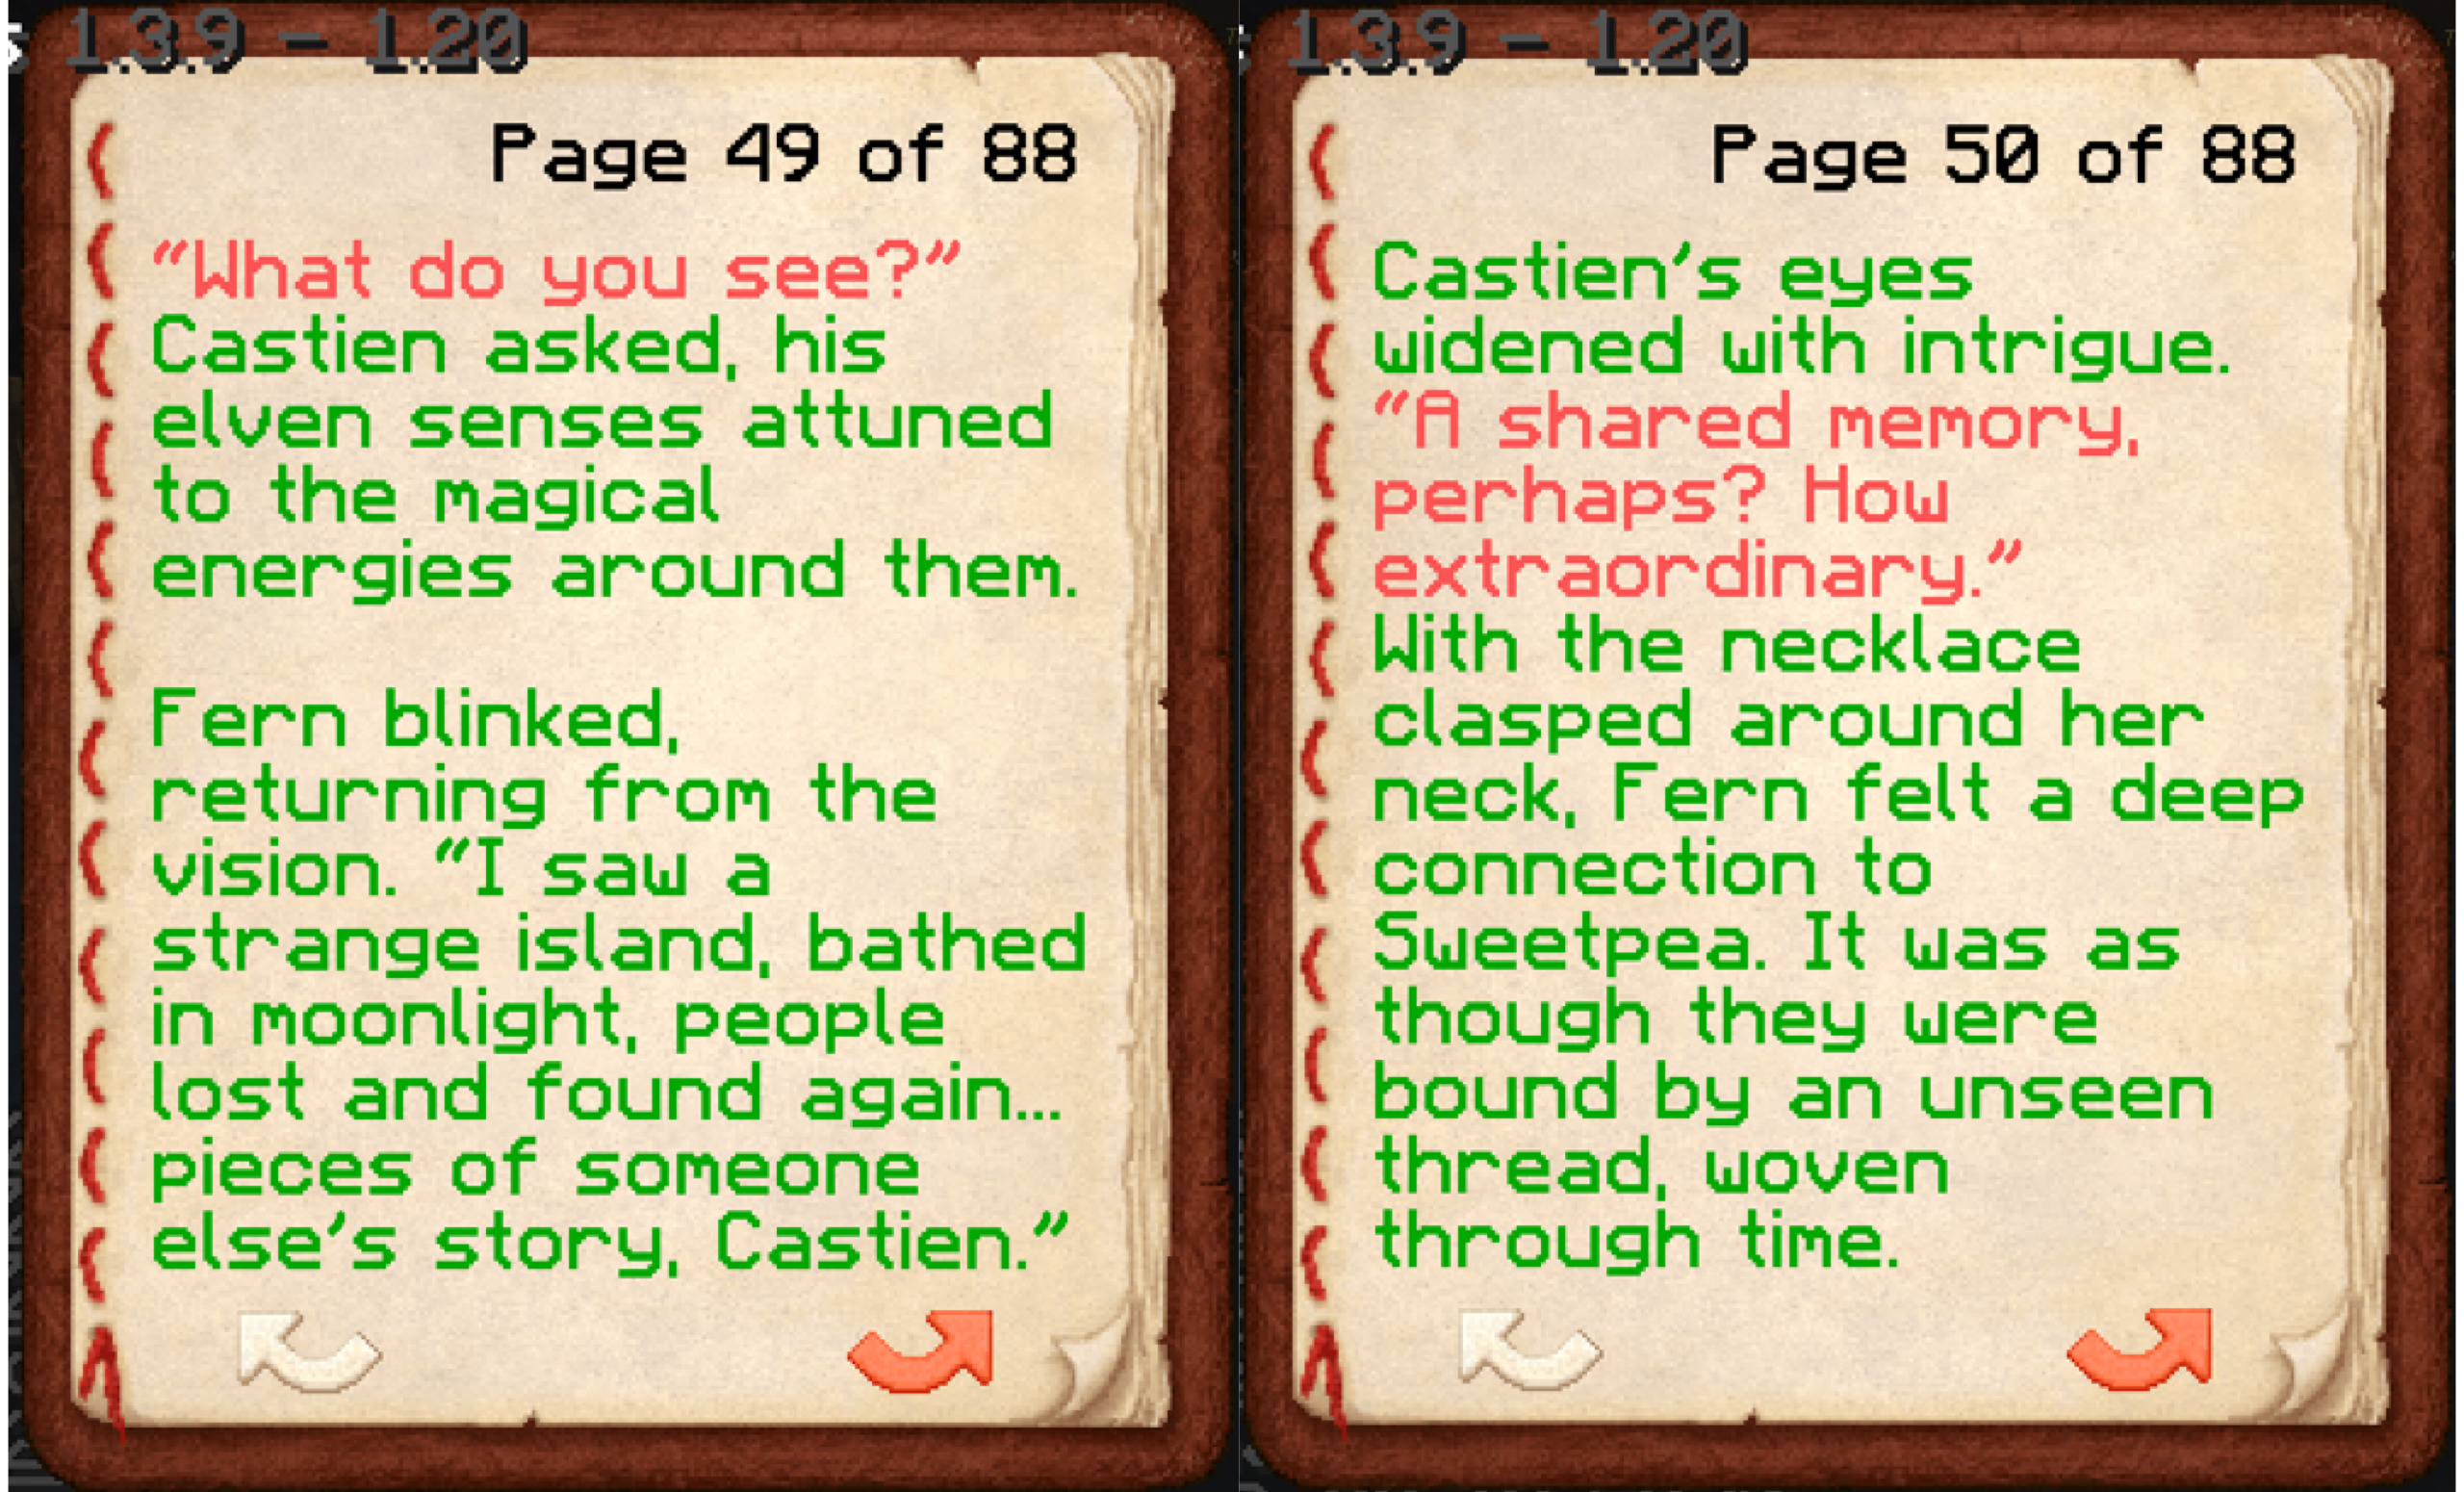 1.3.9 - 1.20
Page 49 of 88
“What do you see?”
Castien asked, his
elven senses attuned
to the magical
energies around them.
Fern blinked,
returning from the
vision. “I saw a
strange island, bathed
in moonlight, people
lost and found again...
pieces of someone
else’s story, Castien.”
1.3.9 - 1.20
Page 50 of 88
Castien’s eyes
widened with intrigue.
“A shared memory,
perhaps? How
extraordinary.”
With the necklace
clasped around her
neck, Fern felt a deep
connection to
Sweetpea. It was as
though they were
bound by an unseen
thread, woven
through time.